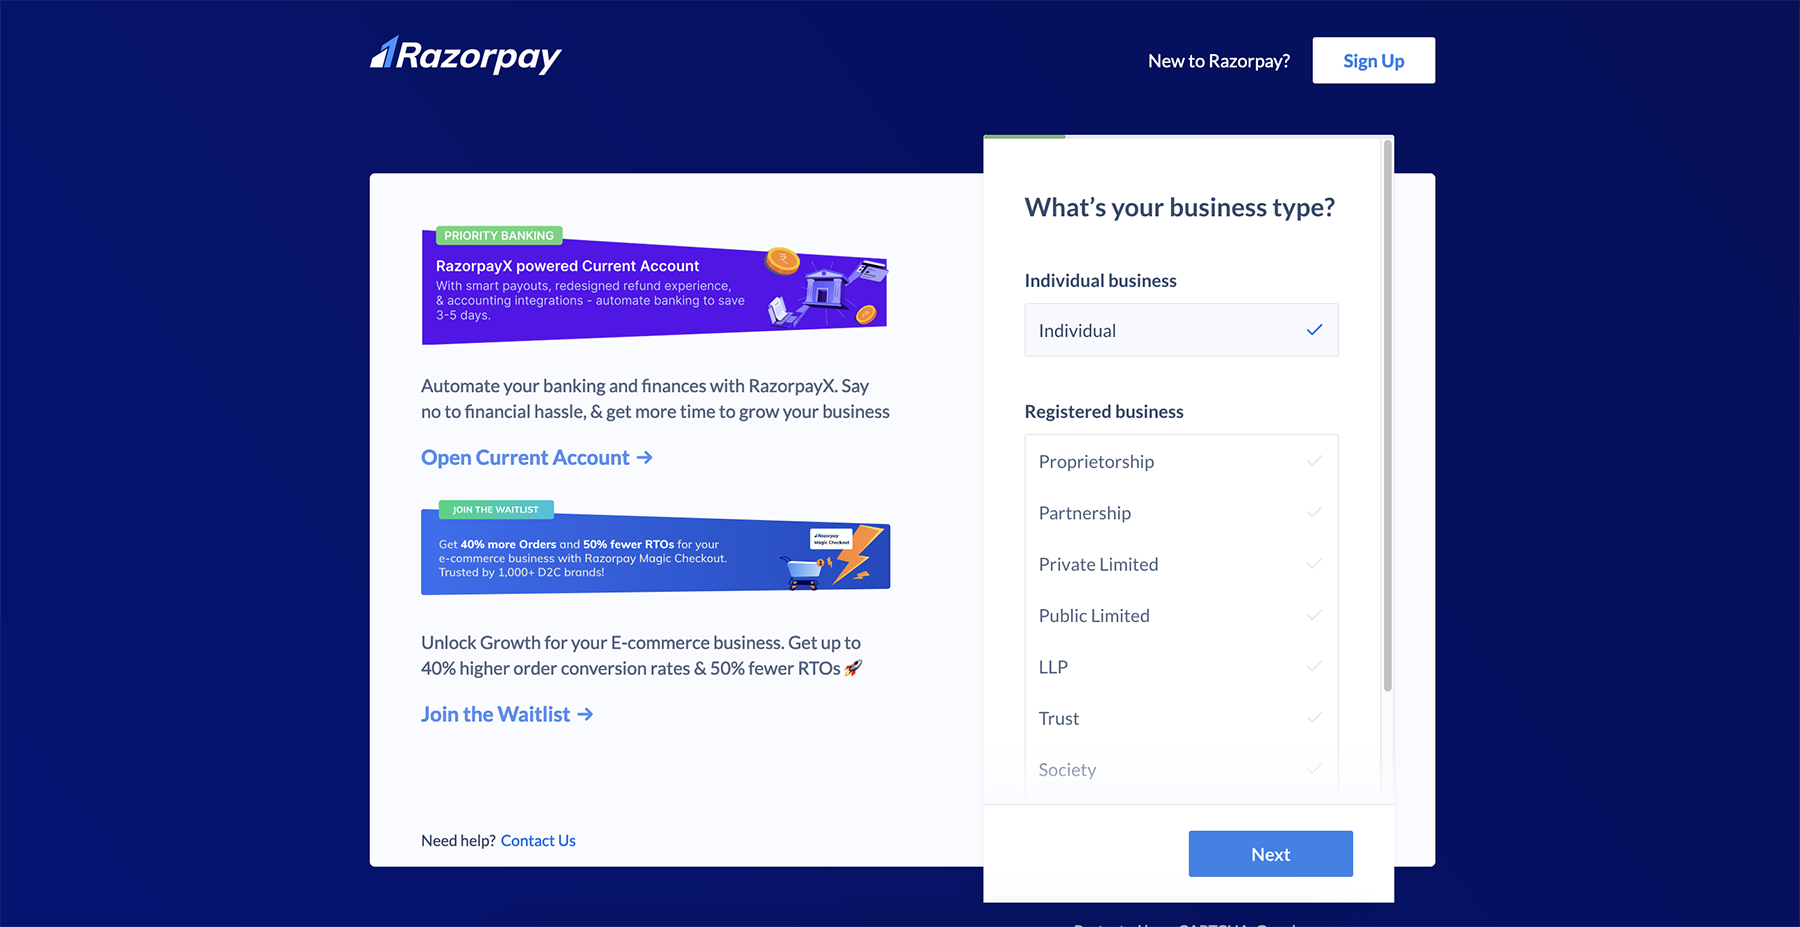 Razorpay
New to Razorpay?
Sign Up
PRIORITY BANKING
RazorpayX powered Current Account
With smart payouts, redesigned refund experience,
& accounting integrations - automate banking to save
3-5 days.
Automate your banking and finances with RazorpayX. Say
no to financial hassle, & get more time to grow your business
Open Current Account →
JOIN THE WAITLIST
Get 40% more Orders and 50% fewer RTOs for your
e-commerce business with Razorpay Magic Checkout.
Trusted by 1,000+ D2C brands!
Razorpay
Magic Checkout
Unlock Growth for your E-commerce business. Get up to
40% higher order conversion rates & 50% fewer RTOs 🚀
Join the Waitlist →
Need help? Contact Us
What's your business type?
Individual business
Individual
Registered business
Proprietorship
Partnership
Private Limited
Public Limited
LLP
Trust
Society
Next